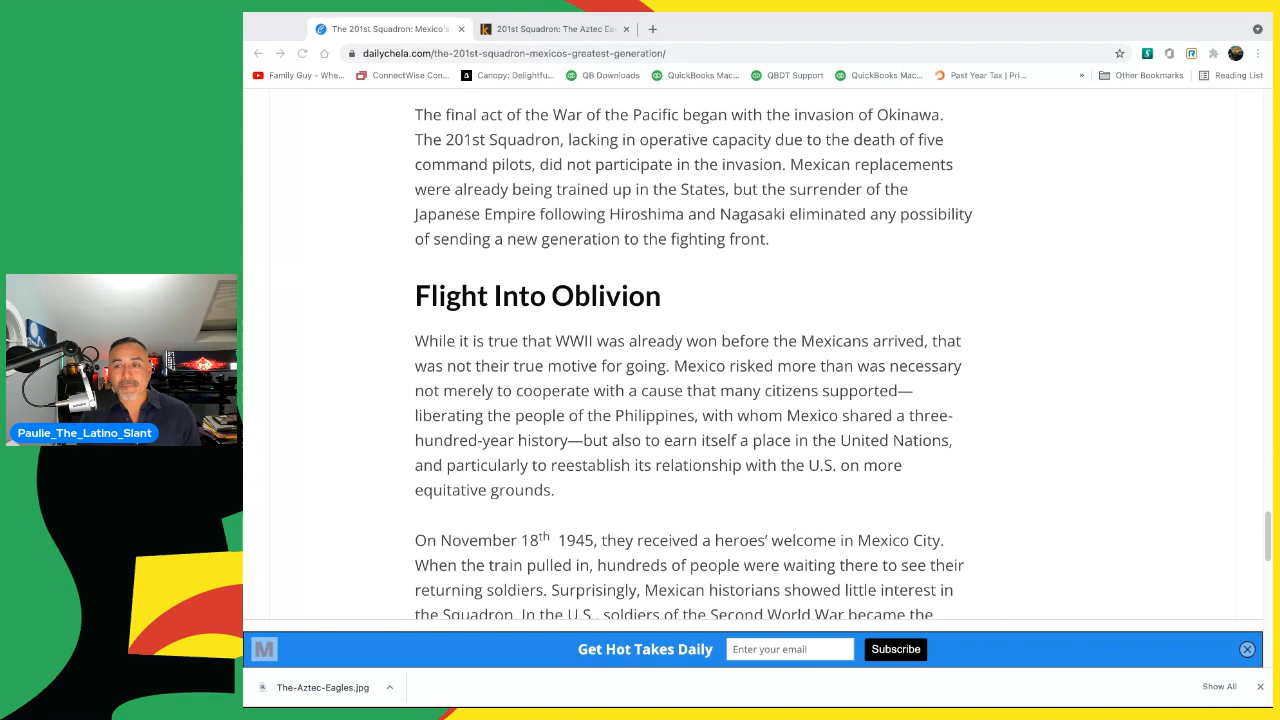 The 201st Squadron: Mexico's
201st Squadron: The Aztec Ea
dailychela.com/the-201st-squadron-mexicos-greatest-generation/
Family Guy - Whe...
ConnectWise Con...
Canopy: Delightfu...
QB Downloads
QuickBooks Mac...
QBDT Support
QuickBooks Mac...
Past Year Tax | Pri...
»
Other Bookmarks
Reading List
The final act of the War of the Pacific began with the invasion of Okinawa.
The 201st Squadron, lacking in operative capacity due to the death of five
command pilots, did not participate in the invasion. Mexican replacements
were already being trained up in the States, but the surrender of the
Japanese Empire following Hiroshima and Nagasaki eliminated any possibility
of sending a new generation to the fighting front.
Flight Into Oblivion
While it is true that WWII was already won before the Mexicans arrived, that
was not their true motive for going. Mexico risked more than was necessary
not merely to cooperate with a cause that many citizens supported—
liberating the people of the Philippines, with whom Mexico shared a three-
hundred-year history—but also to earn itself a place in the United Nations,
and particularly to reestablish its relationship with the U.S. on more
equitative grounds.
On November 18th 1945, they received a heroes' welcome in Mexico City.
When the train pulled in, hundreds of people were waiting there to see their
returning soldiers. Surprisingly, Mexican historians showed little interest in
the Squadron. In the U.S., soldiers of the Second World War became the
Paulie_The_Latino_Slant
M
Get Hot Takes Daily
Enter your email
Subscribe
The-Aztec-Eagles.jpg
Show All